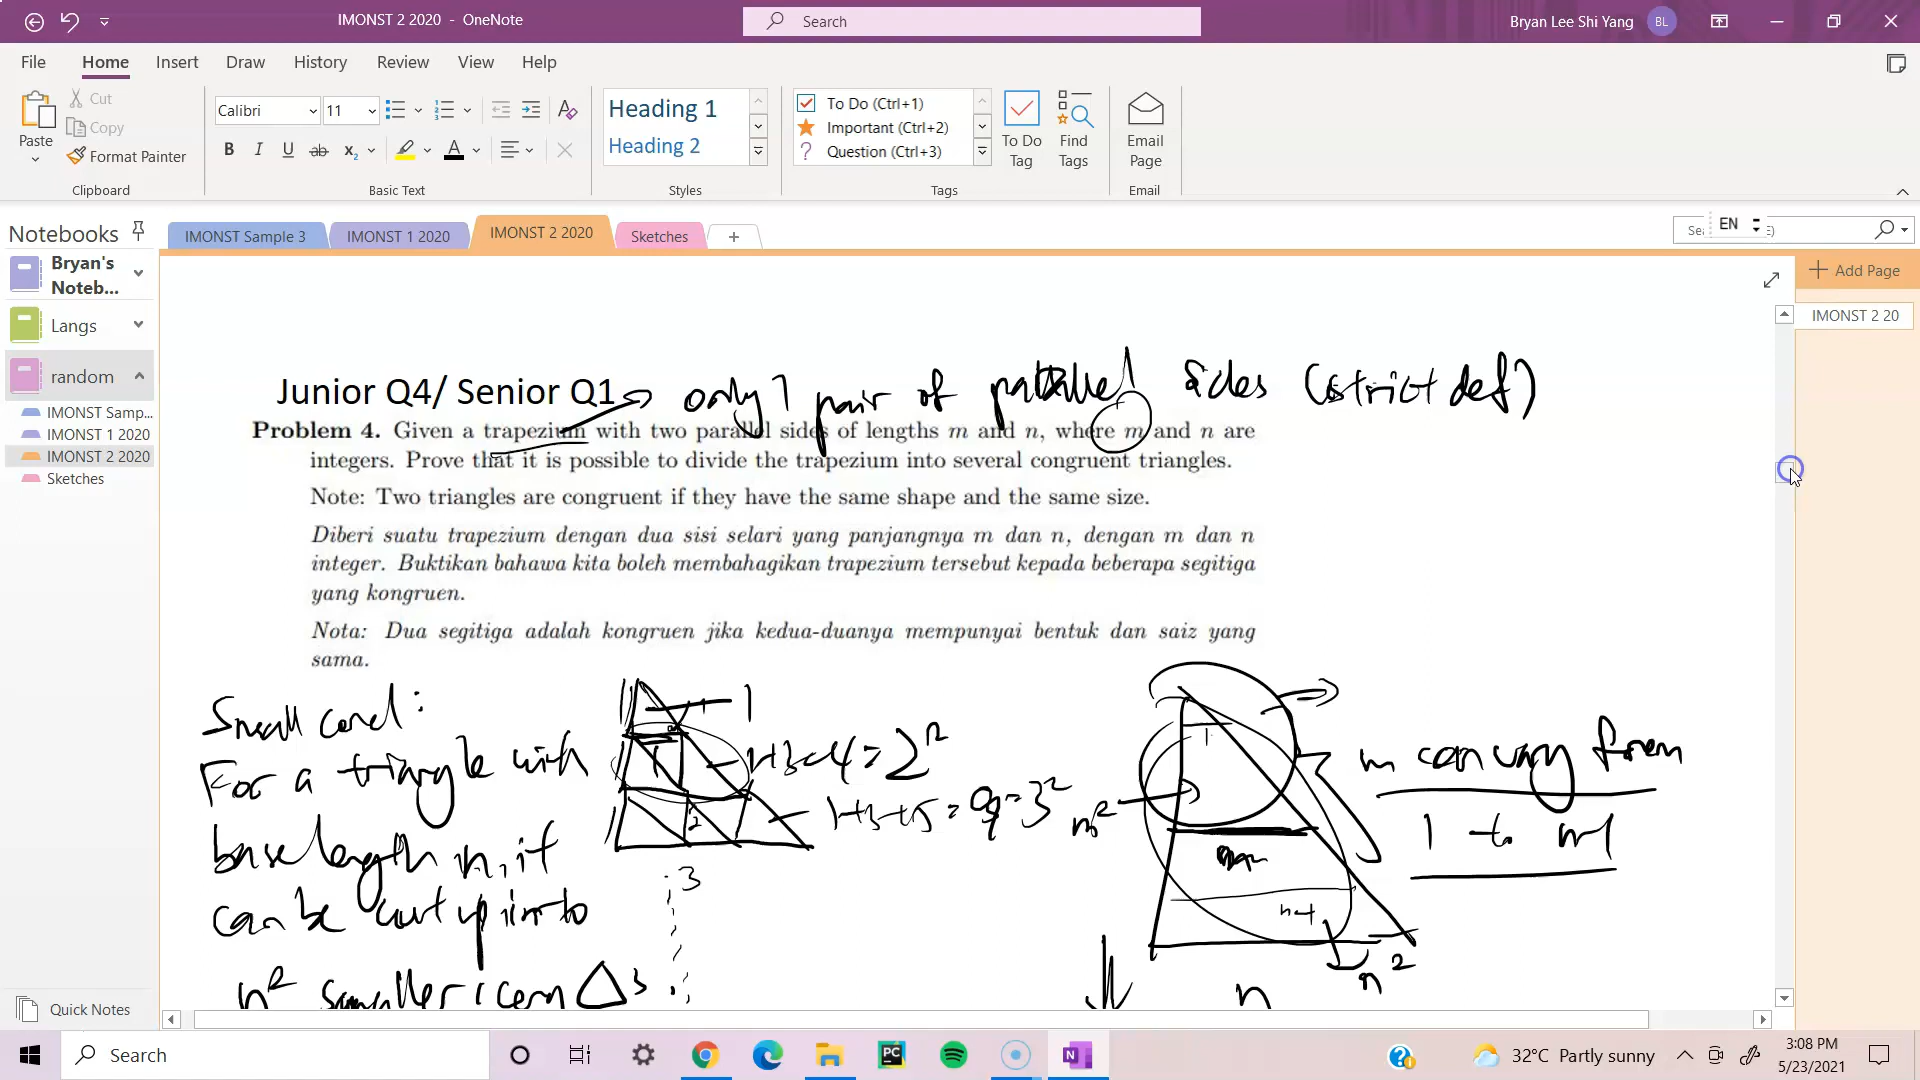 IMONST 2 2020 - OneNote
Search
Bryan Lee Shi Yang
BL
File Home Insert Draw History Review View Help
Paste
Cut
Copy
Format Painter
Clipboard
Calibri 11
B I U ab x₂ A
Basic Text
Heading 1
Heading 2
Styles
To Do (Ctrl+1)
Important (Ctrl+2)
Question (Ctrl+3)
Tags
To Do Tag
Find Tags
Email Page
Email
Notebooks
IMONST Sample 3
IMONST 1 2020
IMONST 2 2020
Sketches
+
EN
Add Page
IMONST 2 20
Bryan's Noteb...
Langs
random
IMONST Samp...
IMONST 1 2020
IMONST 2 2020
Sketches
Quick Notes
Junior Q4/ Senior Q1
only 1 pair of parallel sides (strict def)
Problem 4. Given a trapezium with two parallel sides of lengths m and n, where m and n are
integers. Prove that it is possible to divide the trapezium into several congruent triangles.
Note: Two triangles are congruent if they have the same shape and the same size.
Diberi suatu trapezium dengan dua sisi selari yang panjangnya m dan n, dengan m dan n
integer. Buktikan bahawa kita boleh membahagikan trapezium tersebut kepada beberapa segitiga
yang kongruen.
Nota: Dua segitiga adalah kongruen jika kedua-duanya mempunyai bentuk dan saiz yang
sama.
For a triangle with
base length n, it
can be cut up into
n² smaller
1
1+3=4=2²
1+3+5=9=3²
1
2
3
m²
1
n-1
n²
n
m can vary from
1 to
Search
32°C Partly sunny
3:08 PM
5/23/2021